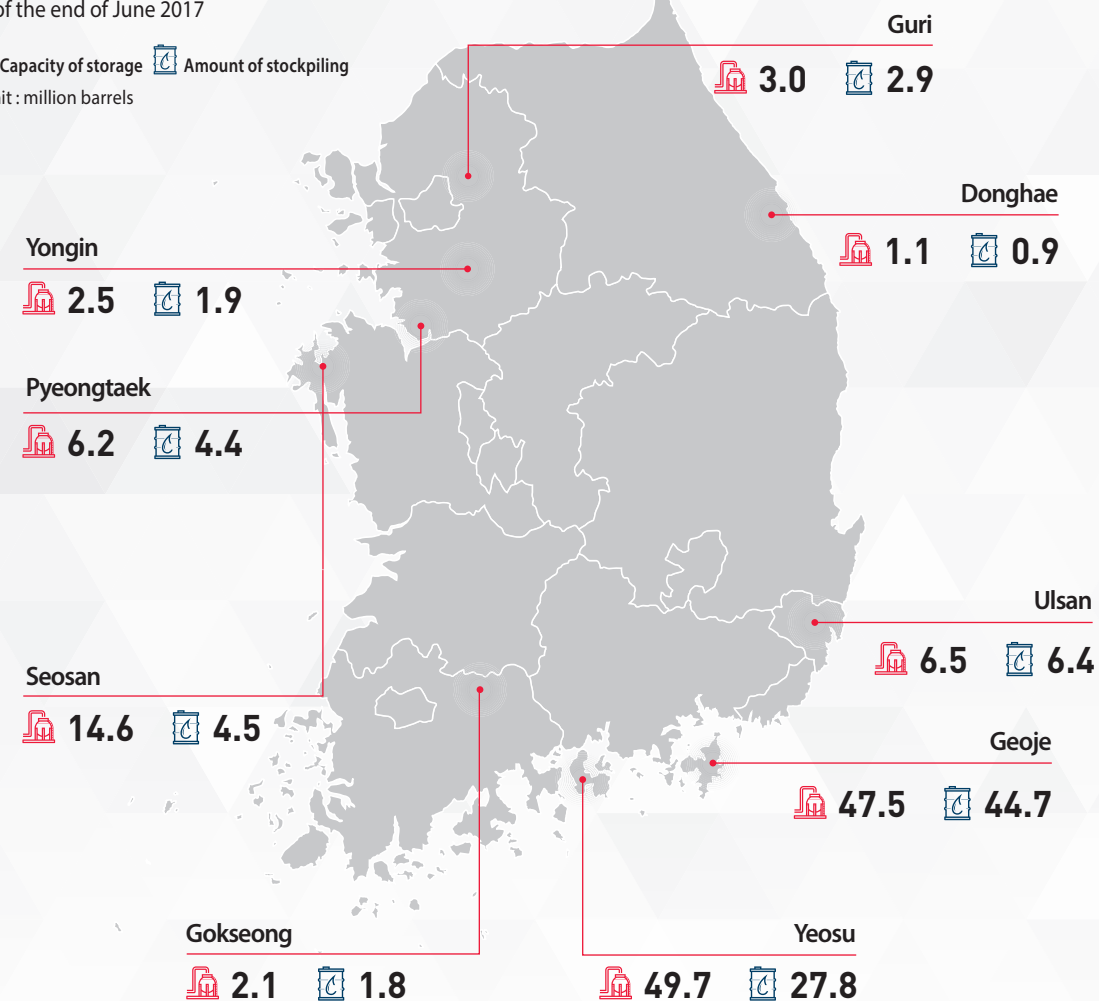 of the end of June 2017
Capacity of storage Amount of stockpiling
: million barrels
Guri
3.0 2.9
Donghae
1.1 0.9
Yongin
2.5 1.9
Pyeongtaek
6.2 4.4
Ulsan
6.5 6.4
Seosan
14.6 4.5
Geoje
47.5 44.7
Gokseong
2.1 1.8
Yeosu
49.7 27.8